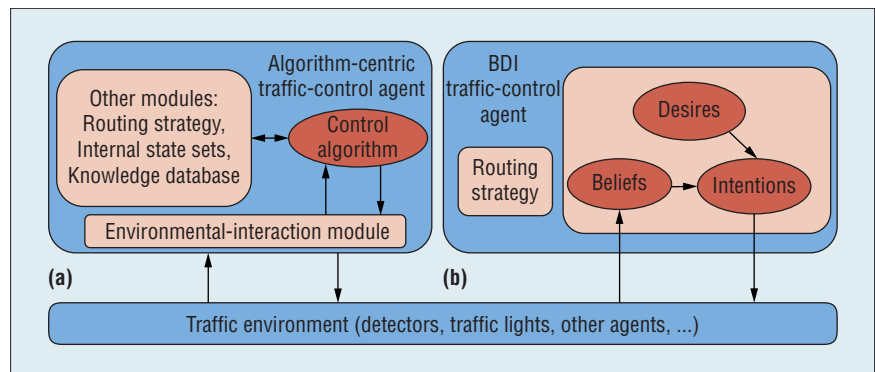 Algorithm-centric
traffic-control agent
Other modules:
Routing strategy,
Internal state sets,
Knowledge database
Control
algorithm
Environmental-interaction module
(a)
BDI
traffic-control
agent
Desires
Routing
strategy
Beliefs
Intentions
(b)
Traffic environment (detectors, traffic lights, other agents, ...)